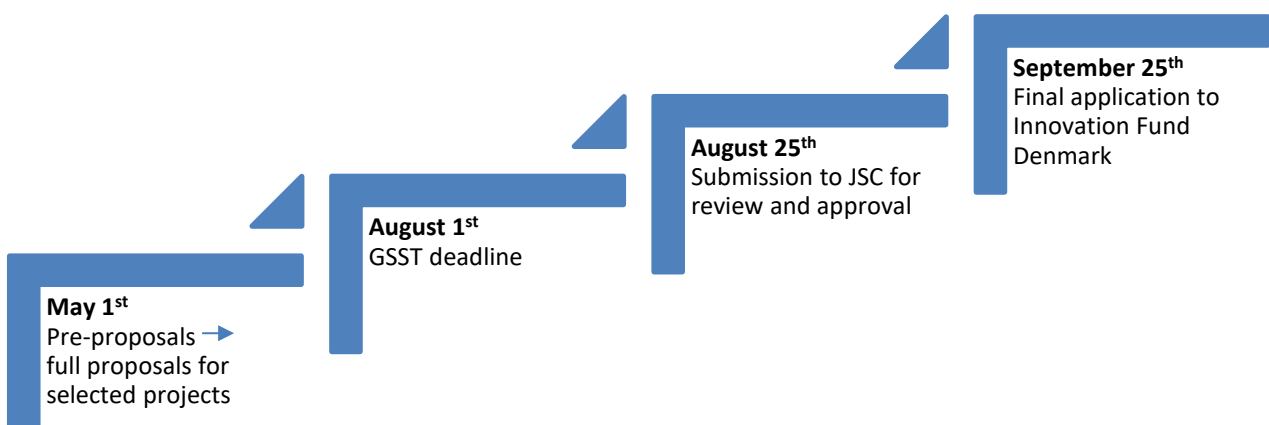 May 1st
Pre-proposals →
full proposals for
selected projects
August 1st
GSST deadline
August 25th
Submission to JSC for
review and approval
September 25th
Final application to
Innovation Fund
Denmark